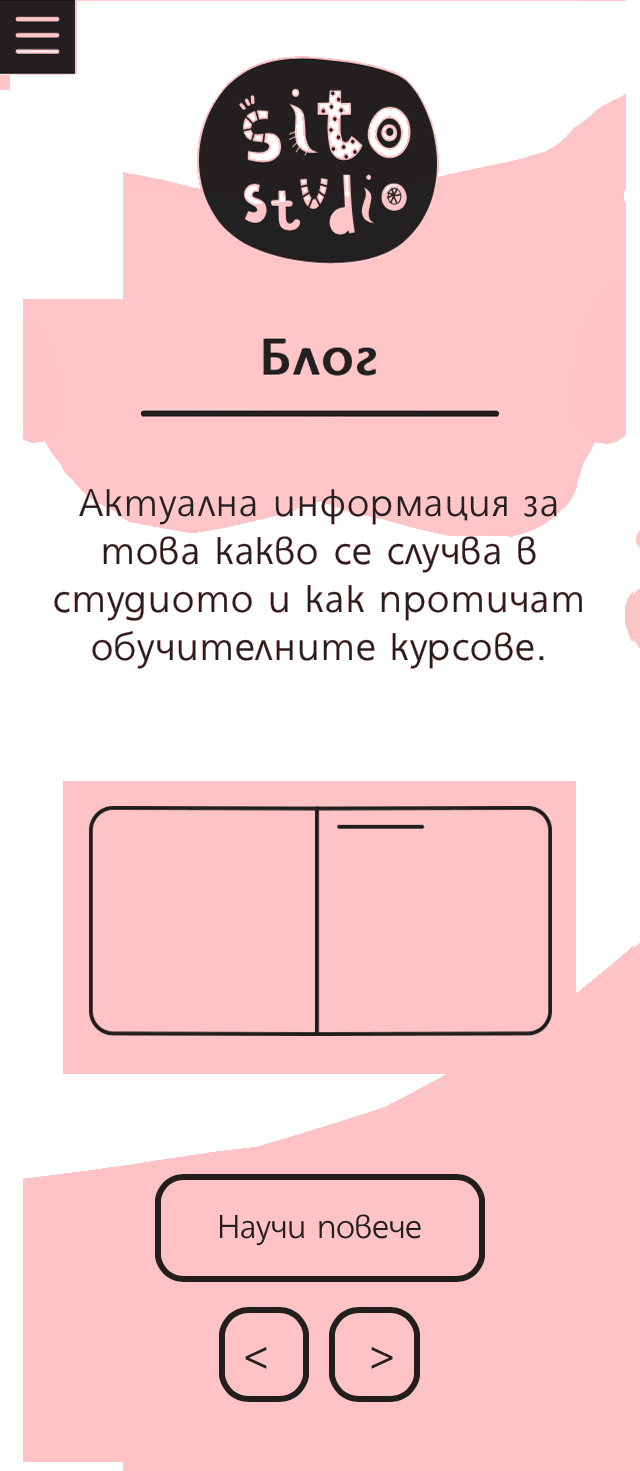 sito
studio
Блог
Актуална информация за
това какво се случва в
студиото и как протичат
обучителните курсове.
Научи повече
< >